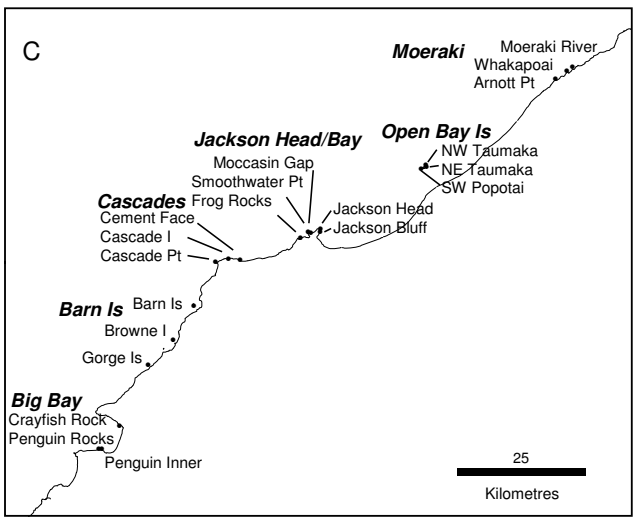 C
Moeraki
Moeraki River
Whakapoai
Arnott Pt
Open Bay Is
NW Taumaka
NE Taumaka
SW Popotai
Jackson Head/Bay
Moccasin Gap
Smoothwater Pt
Frog Rocks
Jackson Head
Jackson Bluff
Cascades
Cement Face
Cascade I
Cascade Pt
Barn Is
Barn Is
Browne I
Gorge Is
Big Bay
Crayfish Rock
Penguin Rocks
Penguin Inner
25
Kilometres